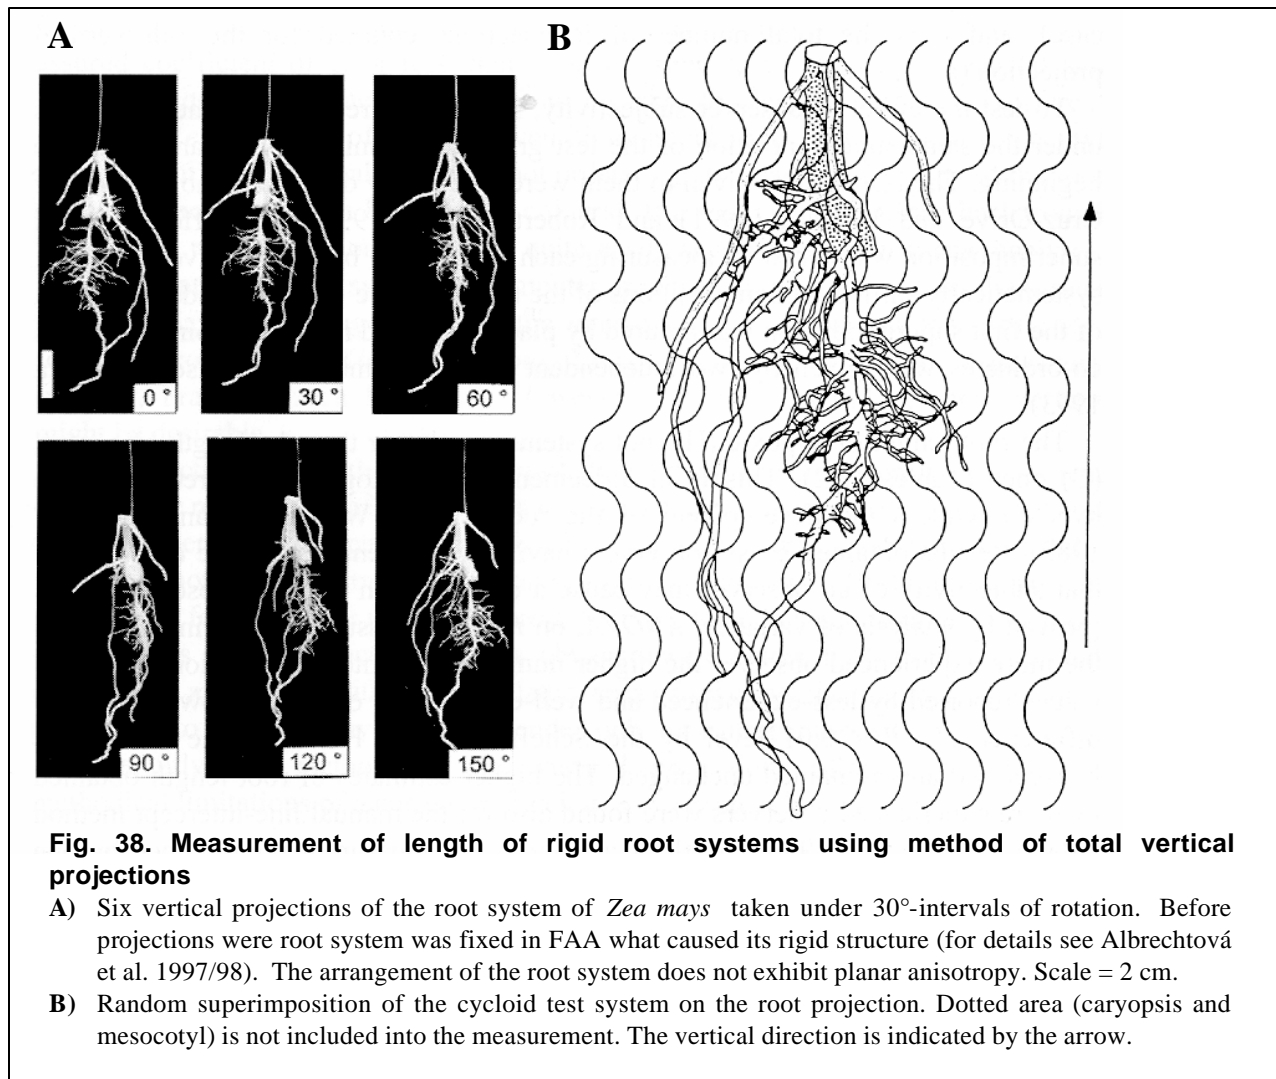 A
B
0 °
30 °
60 °
90 °
120 °
150 °
Fig. 38. Measurement of length of rigid root systems using method of total vertical
projections
A) Six vertical projections of the root system of Zea mays taken under 30°-intervals of rotation. Before
projections were root system was fixed in FAA what caused its rigid structure (for details see Albrechtová
et al. 1997/98). The arrangement of the root system does not exhibit planar anisotropy. Scale = 2 cm.
B) Random superimposition of the cycloid test system on the root projection. Dotted area (caryopsis and
mesocotyl) is not included into the measurement. The vertical direction is indicated by the arrow.